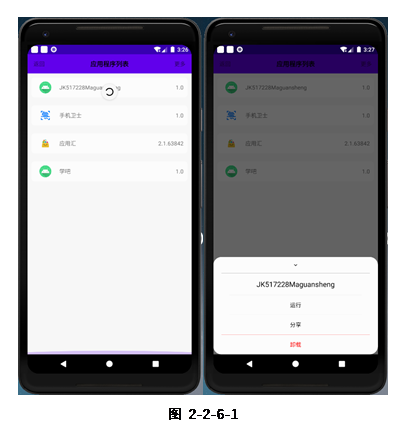 3:26
应用程序列表
JK517228Maguansheng
1.0
手机卫士
1.0
应用汇
2.1.63842
学吧
1.0
3:27
应用程序列表
JK517228Maguansheng
1.0
手机卫士
1.0
应用汇
2.1.63842
学吧
1.0
JK517228Maguansheng
运行
分享
卸载
图 2-2-6-1